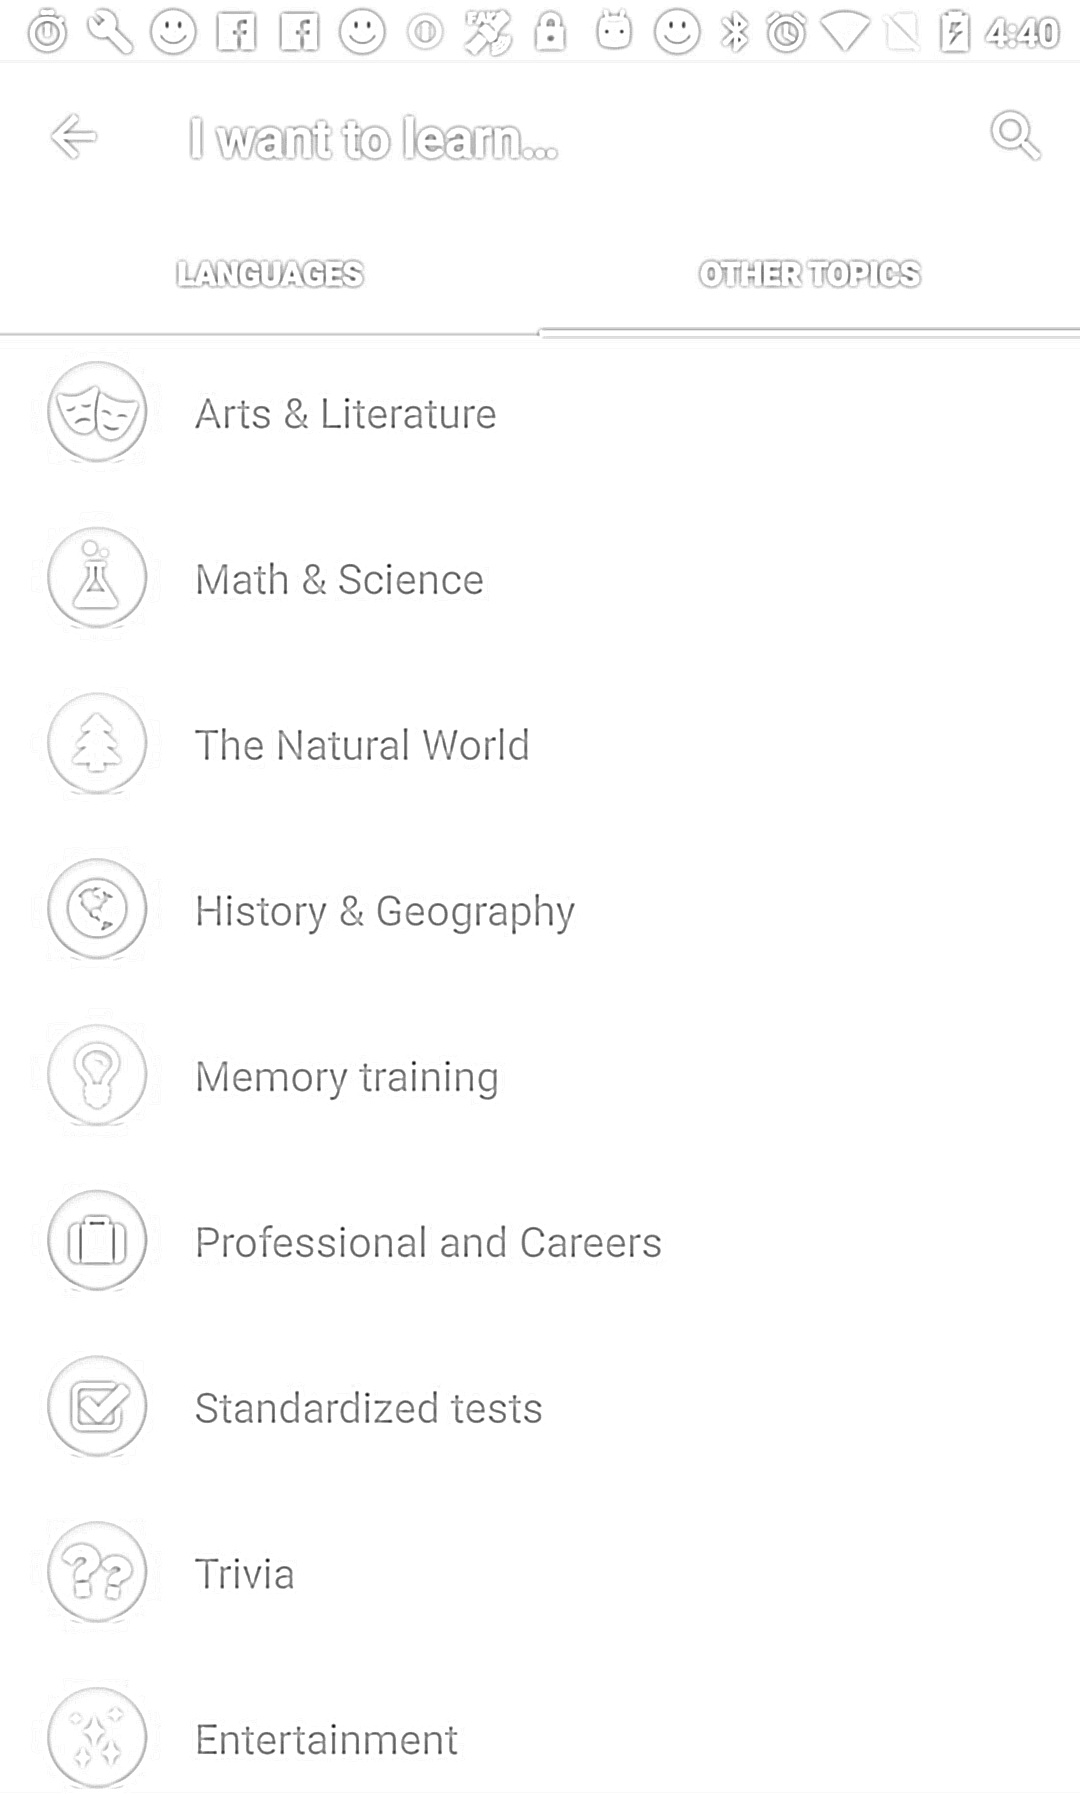 4:40
I want to learn...
LANGUAGES
OTHER TOPICS
Arts & Literature
Math & Science
The Natural World
History & Geography
Memory training
Professional and Careers
Standardized tests
Trivia
Entertainment